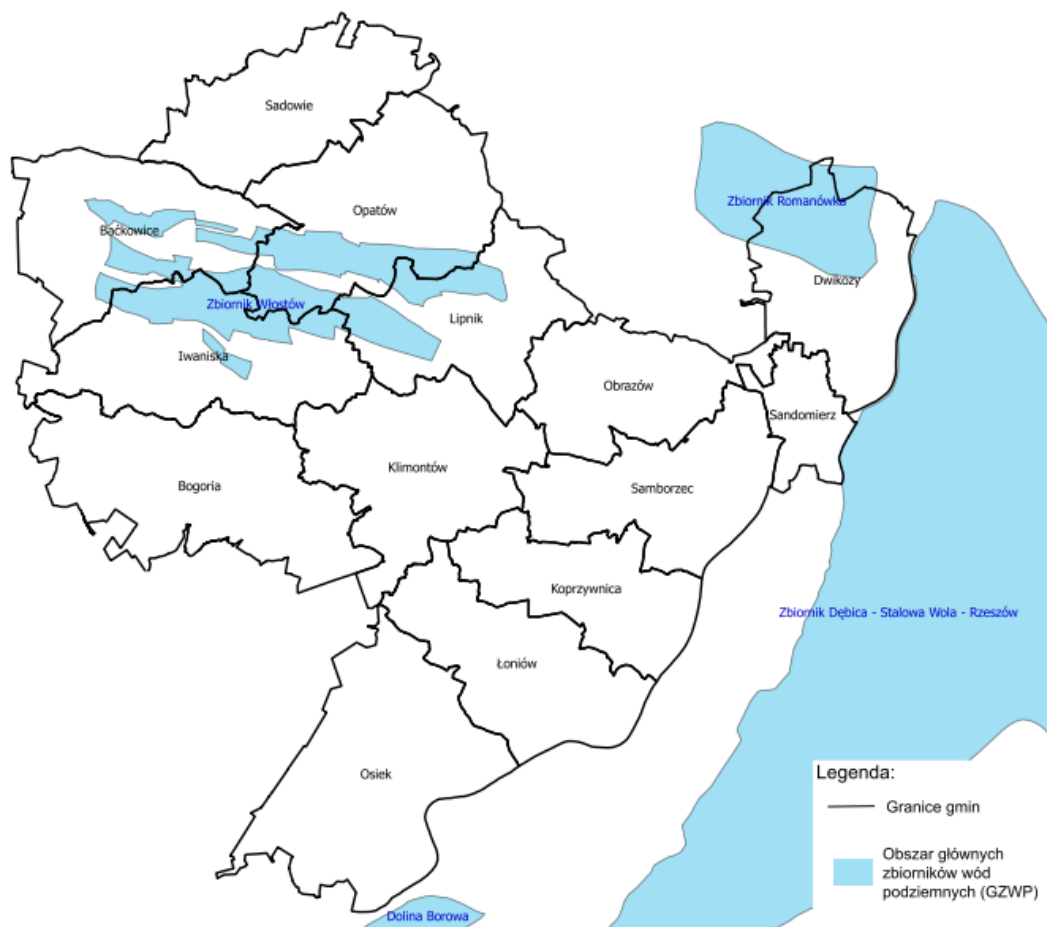 Sadowie
Opatów
Zbiornik Romanówka
Baćkowice
Dwikozy
Zbiornik Włostów
Lipnik
Iwaniska
Obrazów
Sandomierz
Klimontów
Bogoria
Samborzec
Koprzywnica
Zbiornik Dębica - Stalowa Wola - Rzeszów
Łoniów
Osiek
Legenda:
Granice gmin
Obszar głównych
zbiorników wód
podziemnych (GZWP)
Dolina Borowa